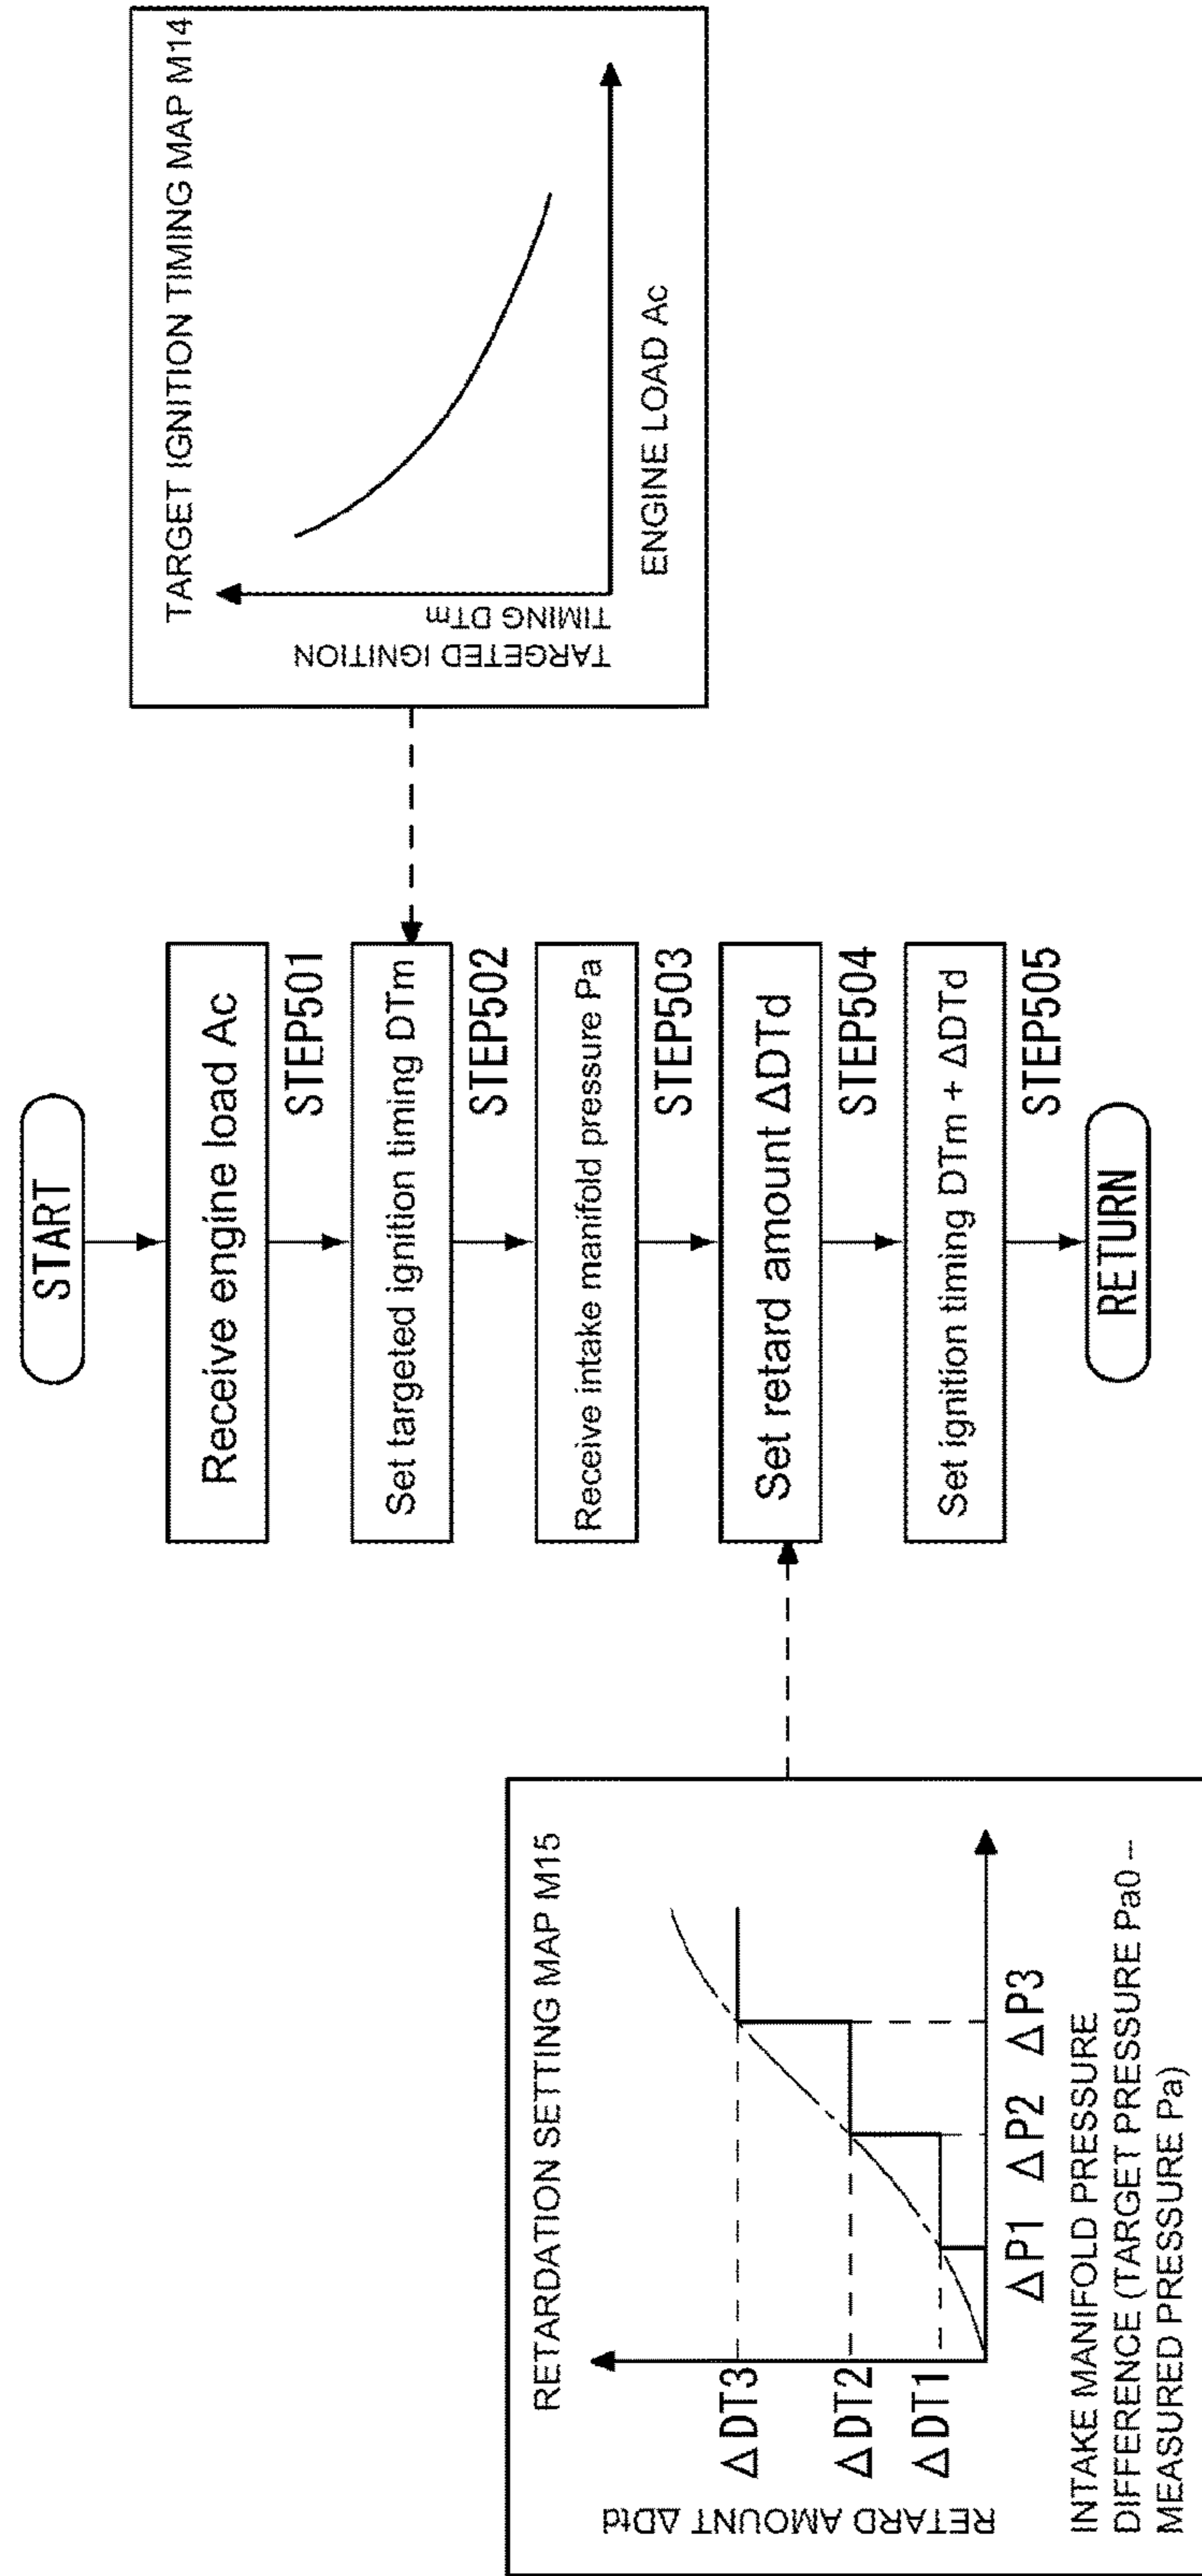 START
Receive engine load Ac
STEP501
Set targeted ignition timing DTm
STEP502
Receive intake manifold pressure Pa
STEP503
Set retard amount ΔDTd
STEP504
Set ignition timing DTm + ΔDTd
STEP505
RETURN
TARGET IGNITION TIMING MAP M14
TARGETED IGNITION
TIMING DTm
ENGINE LOAD Ac
RETARDATION SETTING MAP M15
RETARD AMOUNT ΔDtd
ΔDT3
ΔDT2
ΔDT1
ΔP1 ΔP2 ΔP3
INTAKE MANIFOLD PRESSURE
DIFFERENCE (TARGET PRESSURE Pa0 –
MEASURED PRESSURE Pa)